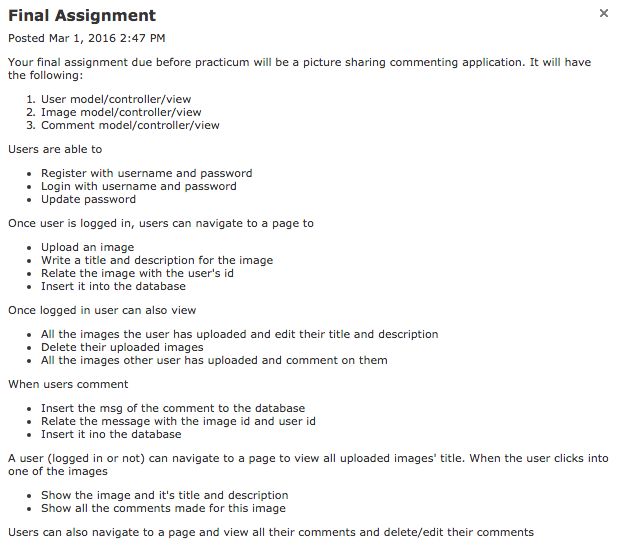 Final Assignment
Posted Mar 1, 2016 2:47 PM
Your final assignment due before practicum will be a picture sharing commenting application. It will have
the following:
1. User model/controller/view
2. Image model/controller/view
3. Comment model/controller/view
Users are able to
• Register with username and password
• Login with username and password
• Update password
Once user is logged in, users can navigate to a page to
• Upload an image
• Write a title and description for the image
• Relate the image with the user's id
• Insert it into the database
Once logged in user can also view
• All the images the user has uploaded and edit their title and description
• Delete their uploaded images
• All the images other user has uploaded and comment on them
When users comment
• Insert the msg of the comment to the database
• Relate the message with the image id and user id
• Insert it ino the database
A user (logged in or not) can navigate to a page to view all uploaded images' title. When the user clicks into
one of the images
• Show the image and it's title and description
• Show all the comments made for this image
Users can also navigate to a page and view all their comments and delete/edit their comments